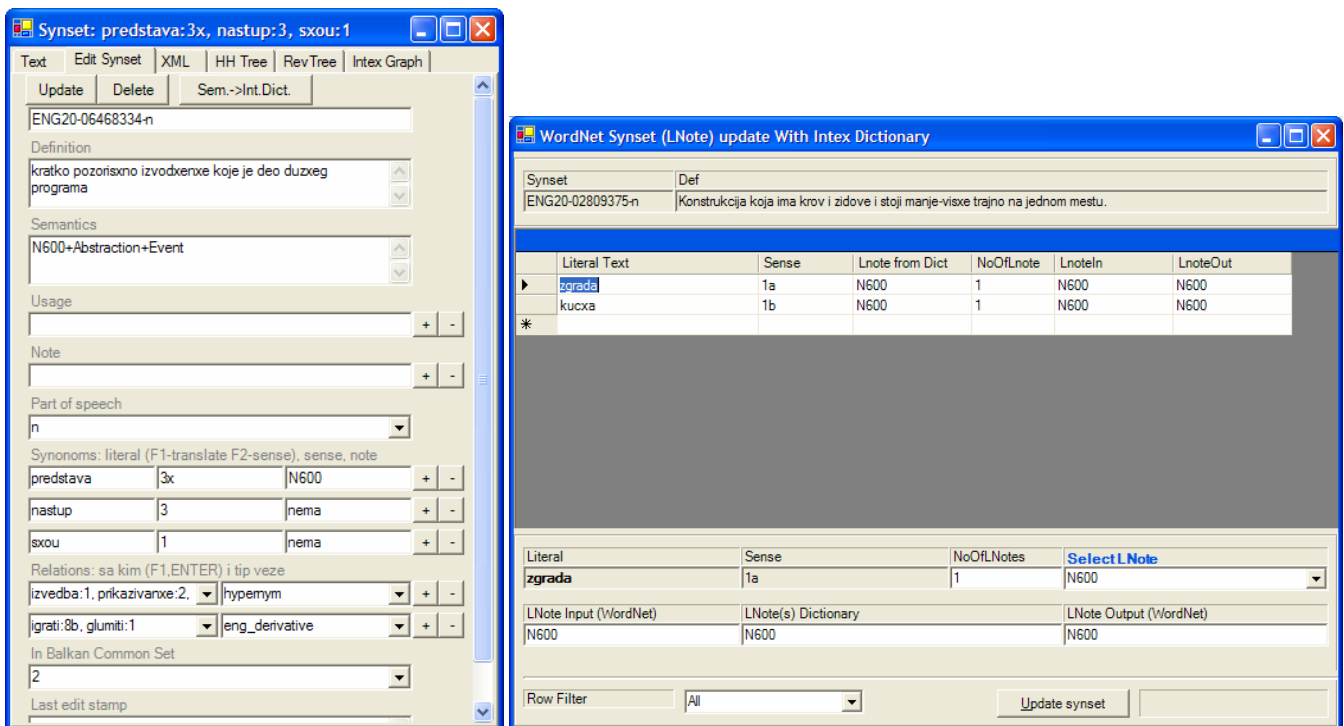 Synset: predstava:3x, nastup:3, sxou:1
Text Edit Synset XML HH Tree RevTree Intex Graph
Update Delete Sem.->Int.Dict.
ENG20-06468334-n
Definition
kratko pozorisxno izvodxenxe koje je deo duzxeg
programa
Semantics
N600+Abstraction+Event
Usage
+ -
Note
+ -
Part of speech
n
Synonoms: literal (F1-translate F2-sense), sense, note
predstava 3x N600 + -
nastup 3 nema + -
sxou 1 nema + -
Relations: sa kim (F1,ENTER) i tip veze
izvedba:1, prikazivanxe:2, hypernym + -
igrati:8b, glumiti:1 eng_derivative + -
In Balkan Common Set
2
Last edit stamp
WordNet Synset (LNote) update With Intex Dictionary
Synset Def
ENG20-02809375-n Konstrukcija koja ima krov i zidove i stoji manje-visxe trajno na jednom mestu.
Literal Text Sense Lnote from Dict NoOfLnote LnoteIn LnoteOut
zgrada 1a N600 1 N600 N600
kucxa 1b N600 1 N600 N600
Literal Sense NoOfLNotes Select LNote
zgrada 1a 1 N600
LNote Input (WordNet) LNote(s) Dictionary LNote Output (WordNet)
N600 N600 N600
Row Filter All Update synset